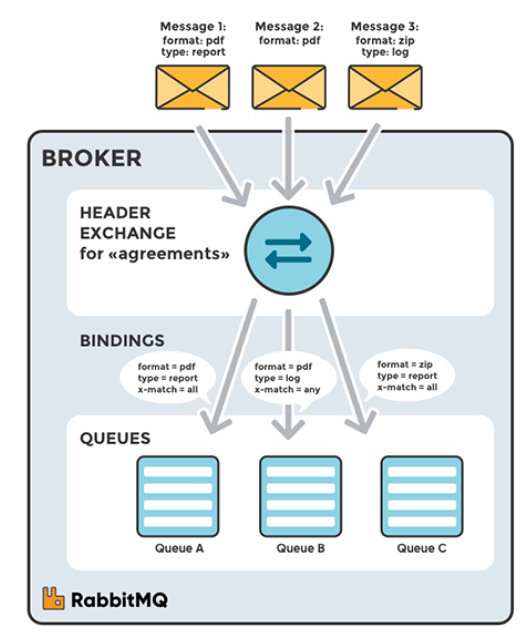 Message 1:
format: pdf
type: report
Message 2:
format: pdf
Message 3:
format: zip
type: log
BROKER
HEADER
EXCHANGE
for «agreements»
BINDINGS
format = pdf
type = report
x-match = all
format = pdf
type = log
x-match = any
format = zip
type = report
x-match = all
QUEUES
Queue A
Queue B
Queue C
RabbitMQ